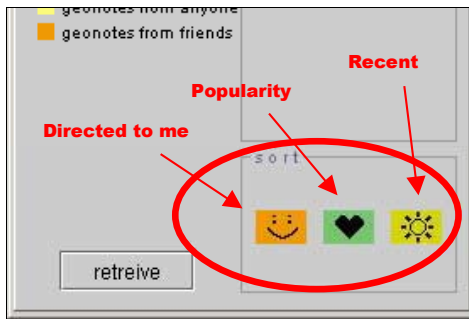 geonotes from anyone
geonotes from friends
Recent
Popularity
Directed to me
sort
retreive